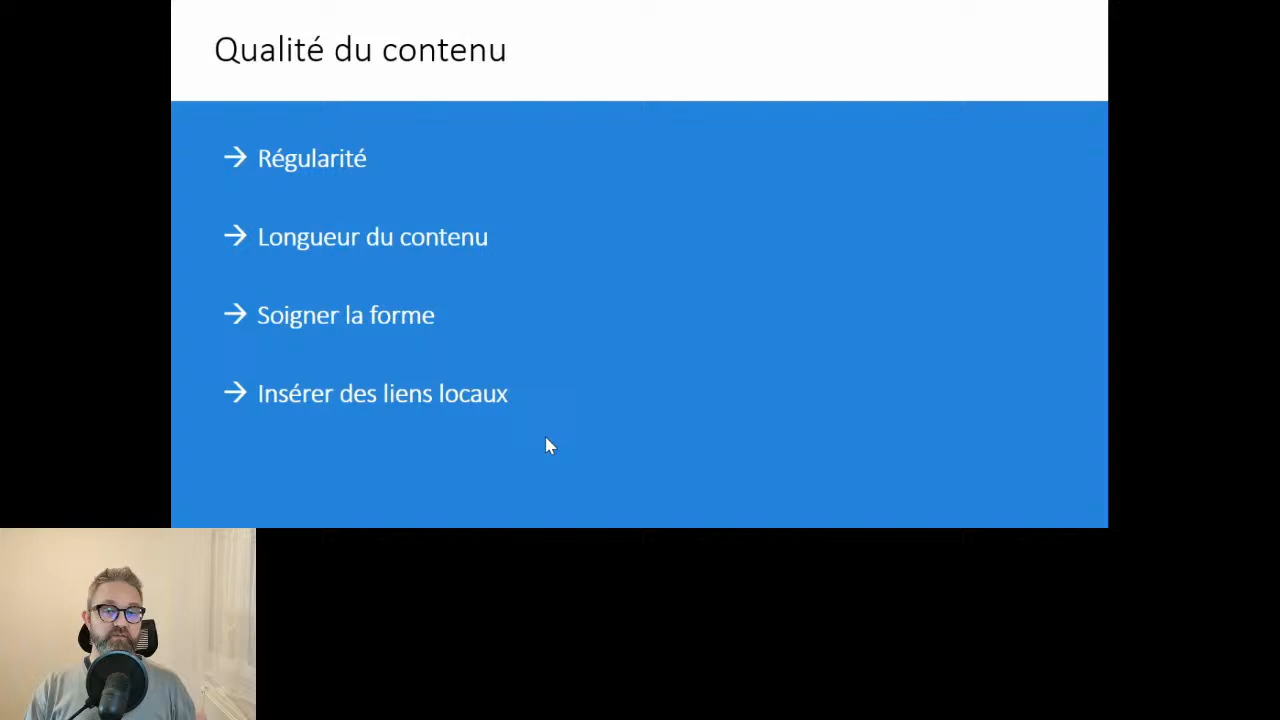 Qualité du contenu
→ Régularité
→ Longueur du contenu
→ Soigner la forme
→ Insérer des liens locaux